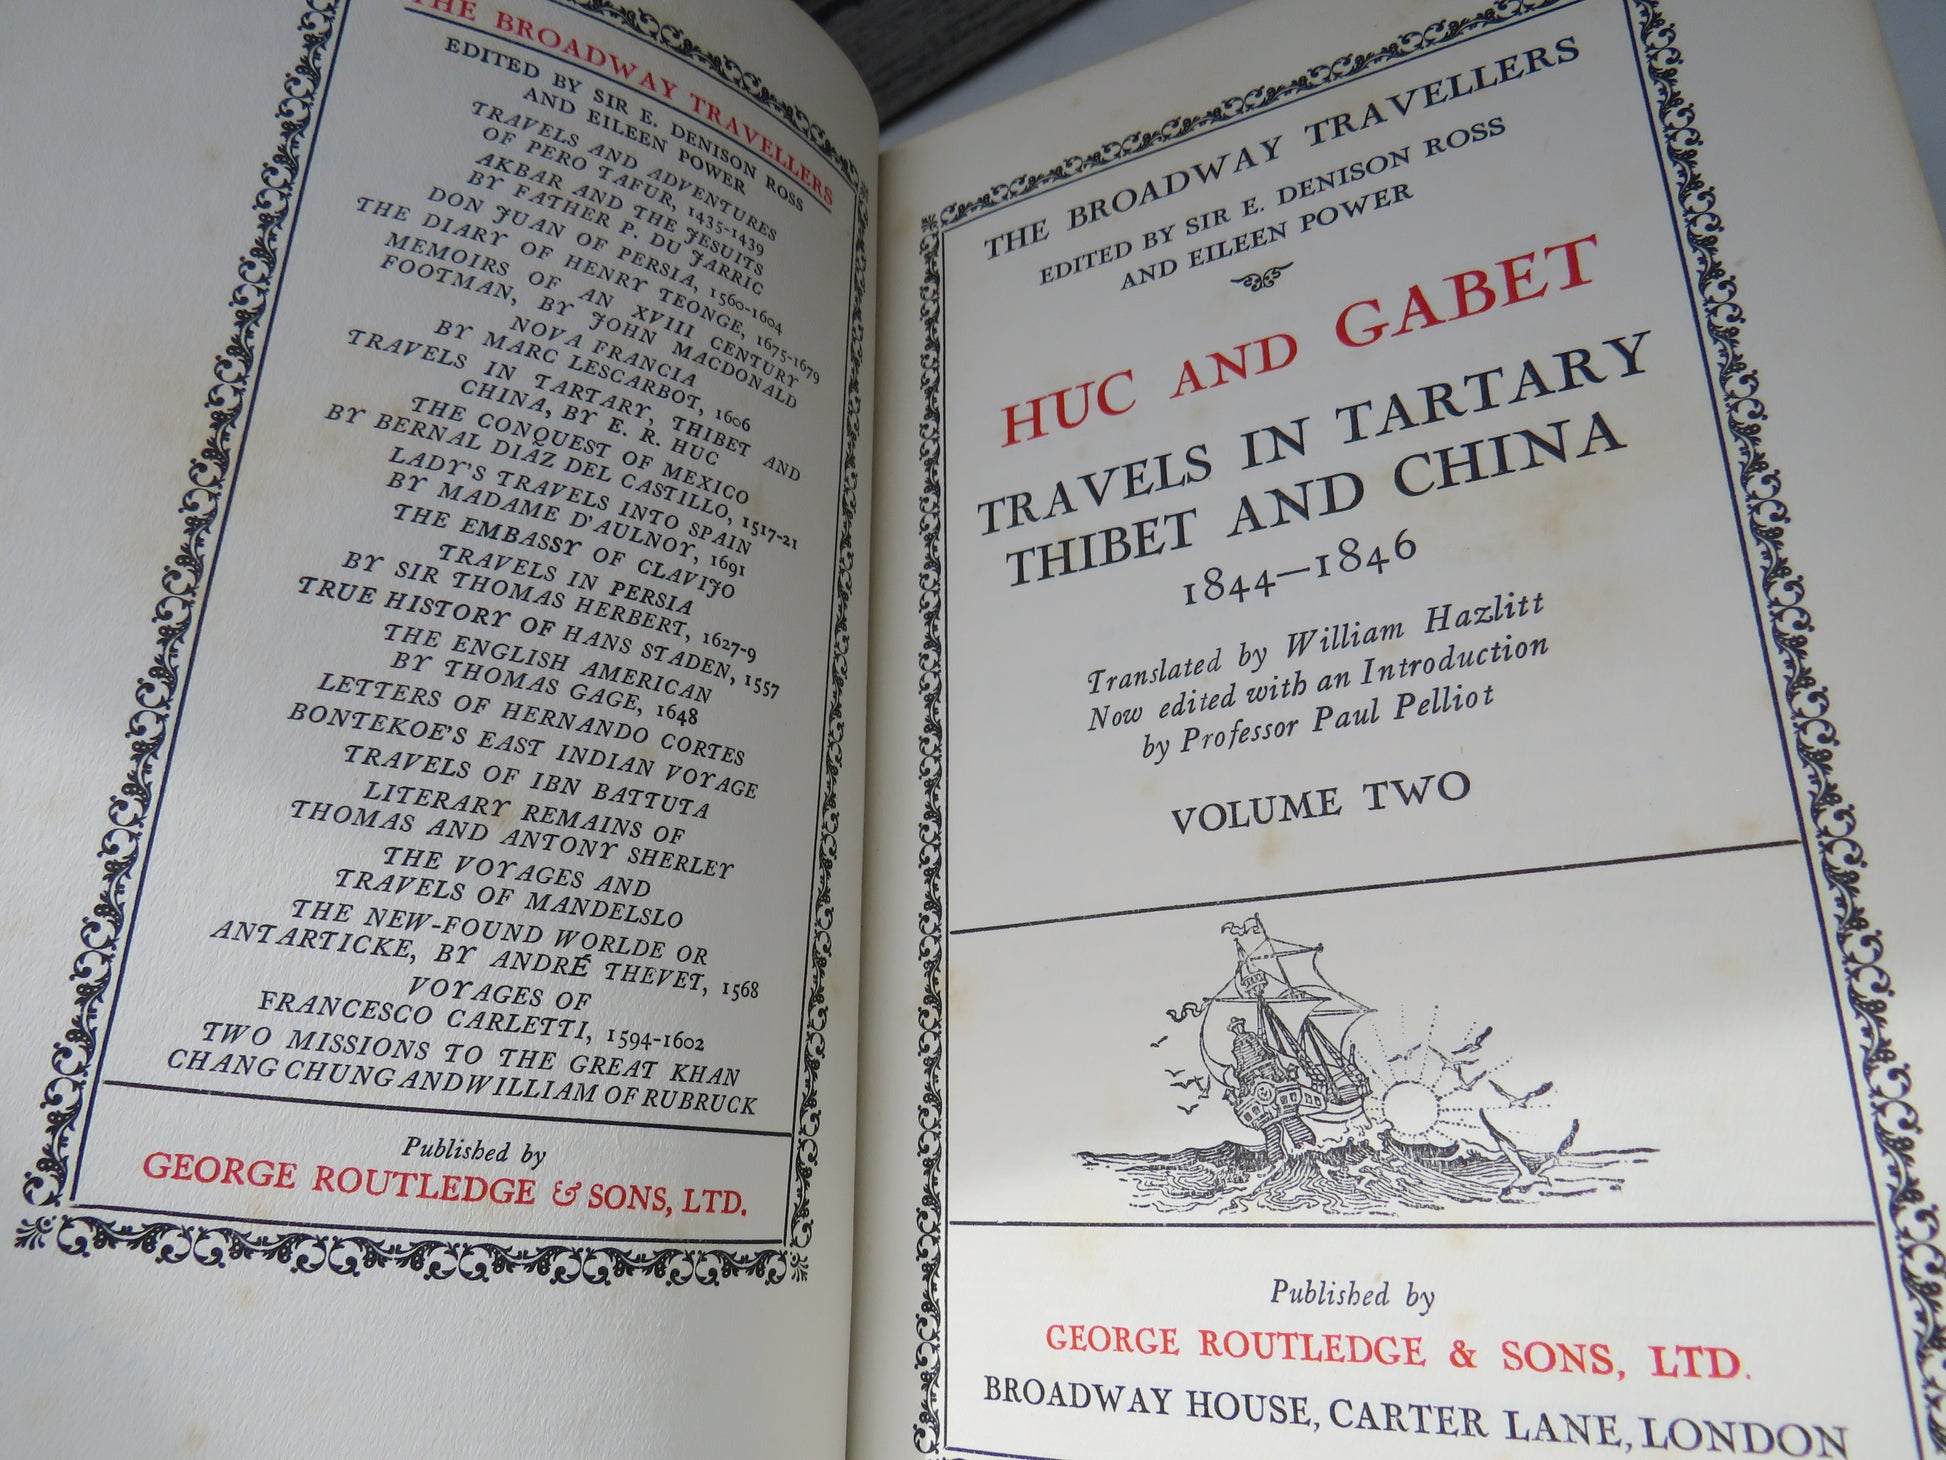 THE BROADWAY TRAVELLERS
EDITED BY SIR E. DENISON ROSS
AND EILEEN POWER
TRAVELS AND ADVENTURES
OF PERO TAFUR, 1435-1439
AKBAR AND THE JESUITS
BY FATHER P. DU JARRIC
DON JUAN OF PERSIA, 1560-1604
THE DIARY OF HENRY TEONGE, 1675-1679
MEMOIRS OF AN XVIII CENTURY
FOOTMAN, BY JOHN MACDONALD
NOVA FRANCIA
BY MARC LESCARBOT, 1606
TRAVELS IN TARTARY, THIBET AND
CHINA, BY E. R. HUC
THE CONQUEST OF MEXICO
BY BERNAL DIÁZ DEL CASTILLO, 1517-21
LADY'S TRAVELS INTO SPAIN
BY MADAME D'AULNOY, 1691
THE EMBASSY OF CLAVIJO
TRAVELS IN PERSIA
BY SIR THOMAS HERBERT, 1627-9
TRUE HISTORY OF HANS STADEN, 1557
THE ENGLISH AMERICAN
BY THOMAS GAGE, 1648
LETTERS OF HERNANDO CORTES
BONTEKOE'S EAST INDIAN VOYAGE
TRAVELS OF IBN BATTUTA
LITERARY REMAINS OF
THOMAS AND ANTONY SHERLEY
THE VOYAGES AND
TRAVELS OF MANDELSLO
THE NEW-FOUND WORLDE OR
ANTARTICKE, BY ANDRÉ THEVET, 1568
VOYAGES OF
FRANCESCO CARLETTI, 1594-1602
TWO MISSIONS TO THE GREAT KHAN
CHANG CHUNG AND WILLIAM OF RUBRUCK
Published by
GEORGE ROUTLEDGE & SONS, LTD.
THE BROADWAY TRAVELLERS
EDITED BY SIR E. DENISON ROSS
AND EILEEN POWER
HUC AND GABET
TRAVELS IN TARTARY
THIBET AND CHINA
1844—1846
Translated by William Hazlitt
Now edited with an Introduction
by Professor Paul Pelliot
VOLUME TWO
Published by
GEORGE ROUTLEDGE & SONS, LTD.
BROADWAY HOUSE, CARTER LANE, LONDON